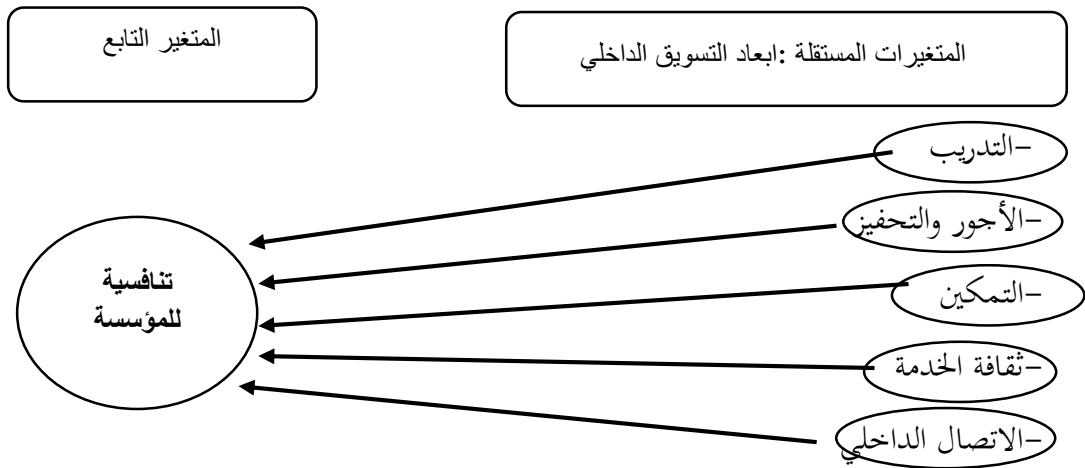 المتغيرات المستقلة :ابعاد التسويق الداخلي
المتغير التابع
-التدريب
-الأجور والتحفيز
-التمكين
-ثقافة الخدمة
-الاتصال الداخلي
تنافسية
للمؤسسة